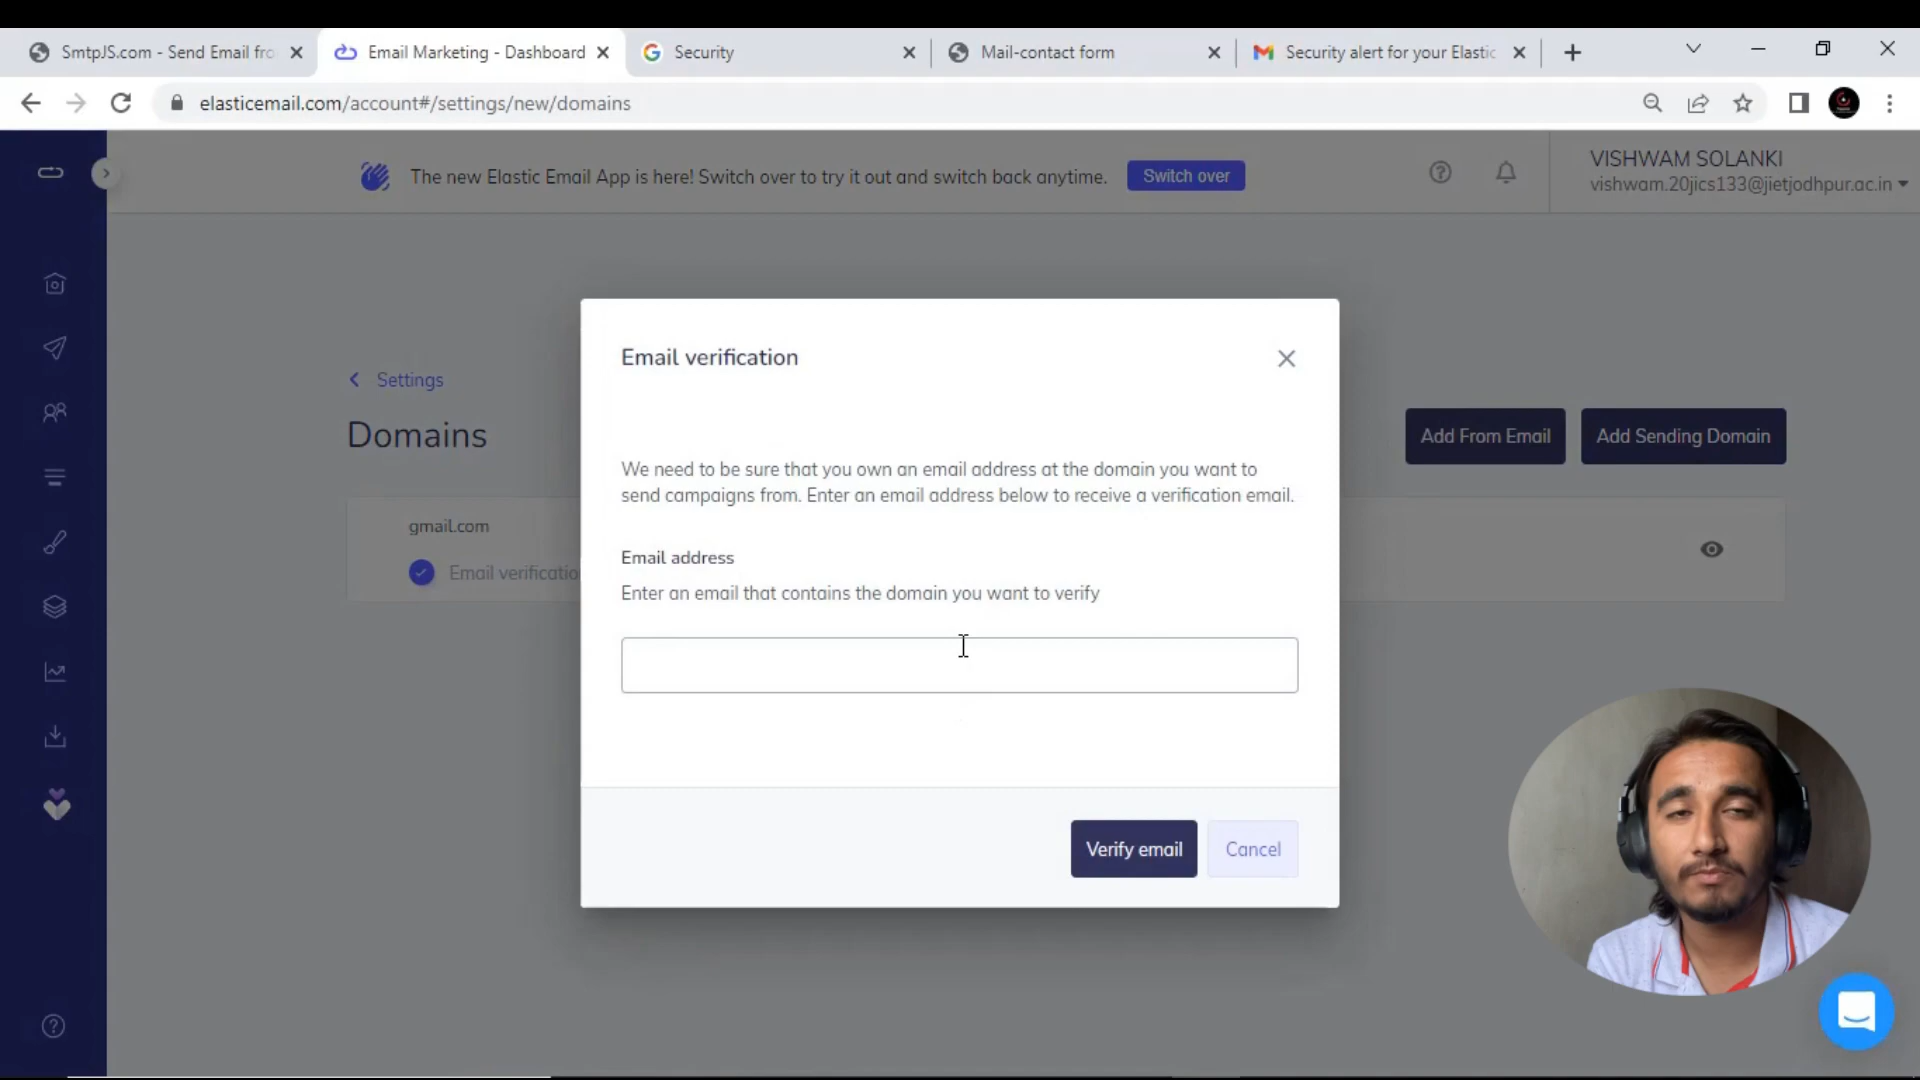 SmtpJS.com - Send Email fro
Email Marketing - Dashboard
Security
Mail-contact form
Security alert for your Elastic
elasticemail.com/account#/settings/new/domains
The new Elastic Email App is here! Switch over to try it out and switch back anytime.
Switch over
VISHWAM SOLANKI
vishwam.20jics133@jietjodhpur.ac.in
Settings
Domains
Add From Email
Add Sending Domain
gmail.com
Email verificatio
Email verification
We need to be sure that you own an email address at the domain you want to
send campaigns from. Enter an email address below to receive a verification email.
Email address
Enter an email that contains the domain you want to verify
Verify email
Cancel